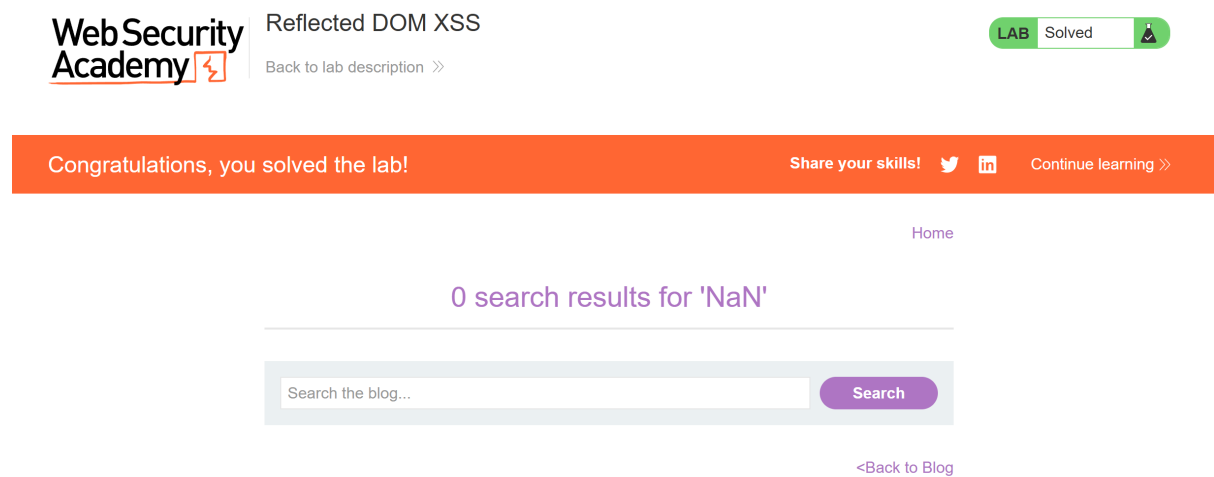 Web Security
Academy
Reflected DOM XSS
Back to lab description >>
LAB Solved
Congratulations, you solved the lab!
Share your skills!
in
Continue learning >>
Home
0 search results for 'NaN'
Search the blog...
Search
<Back to Blog